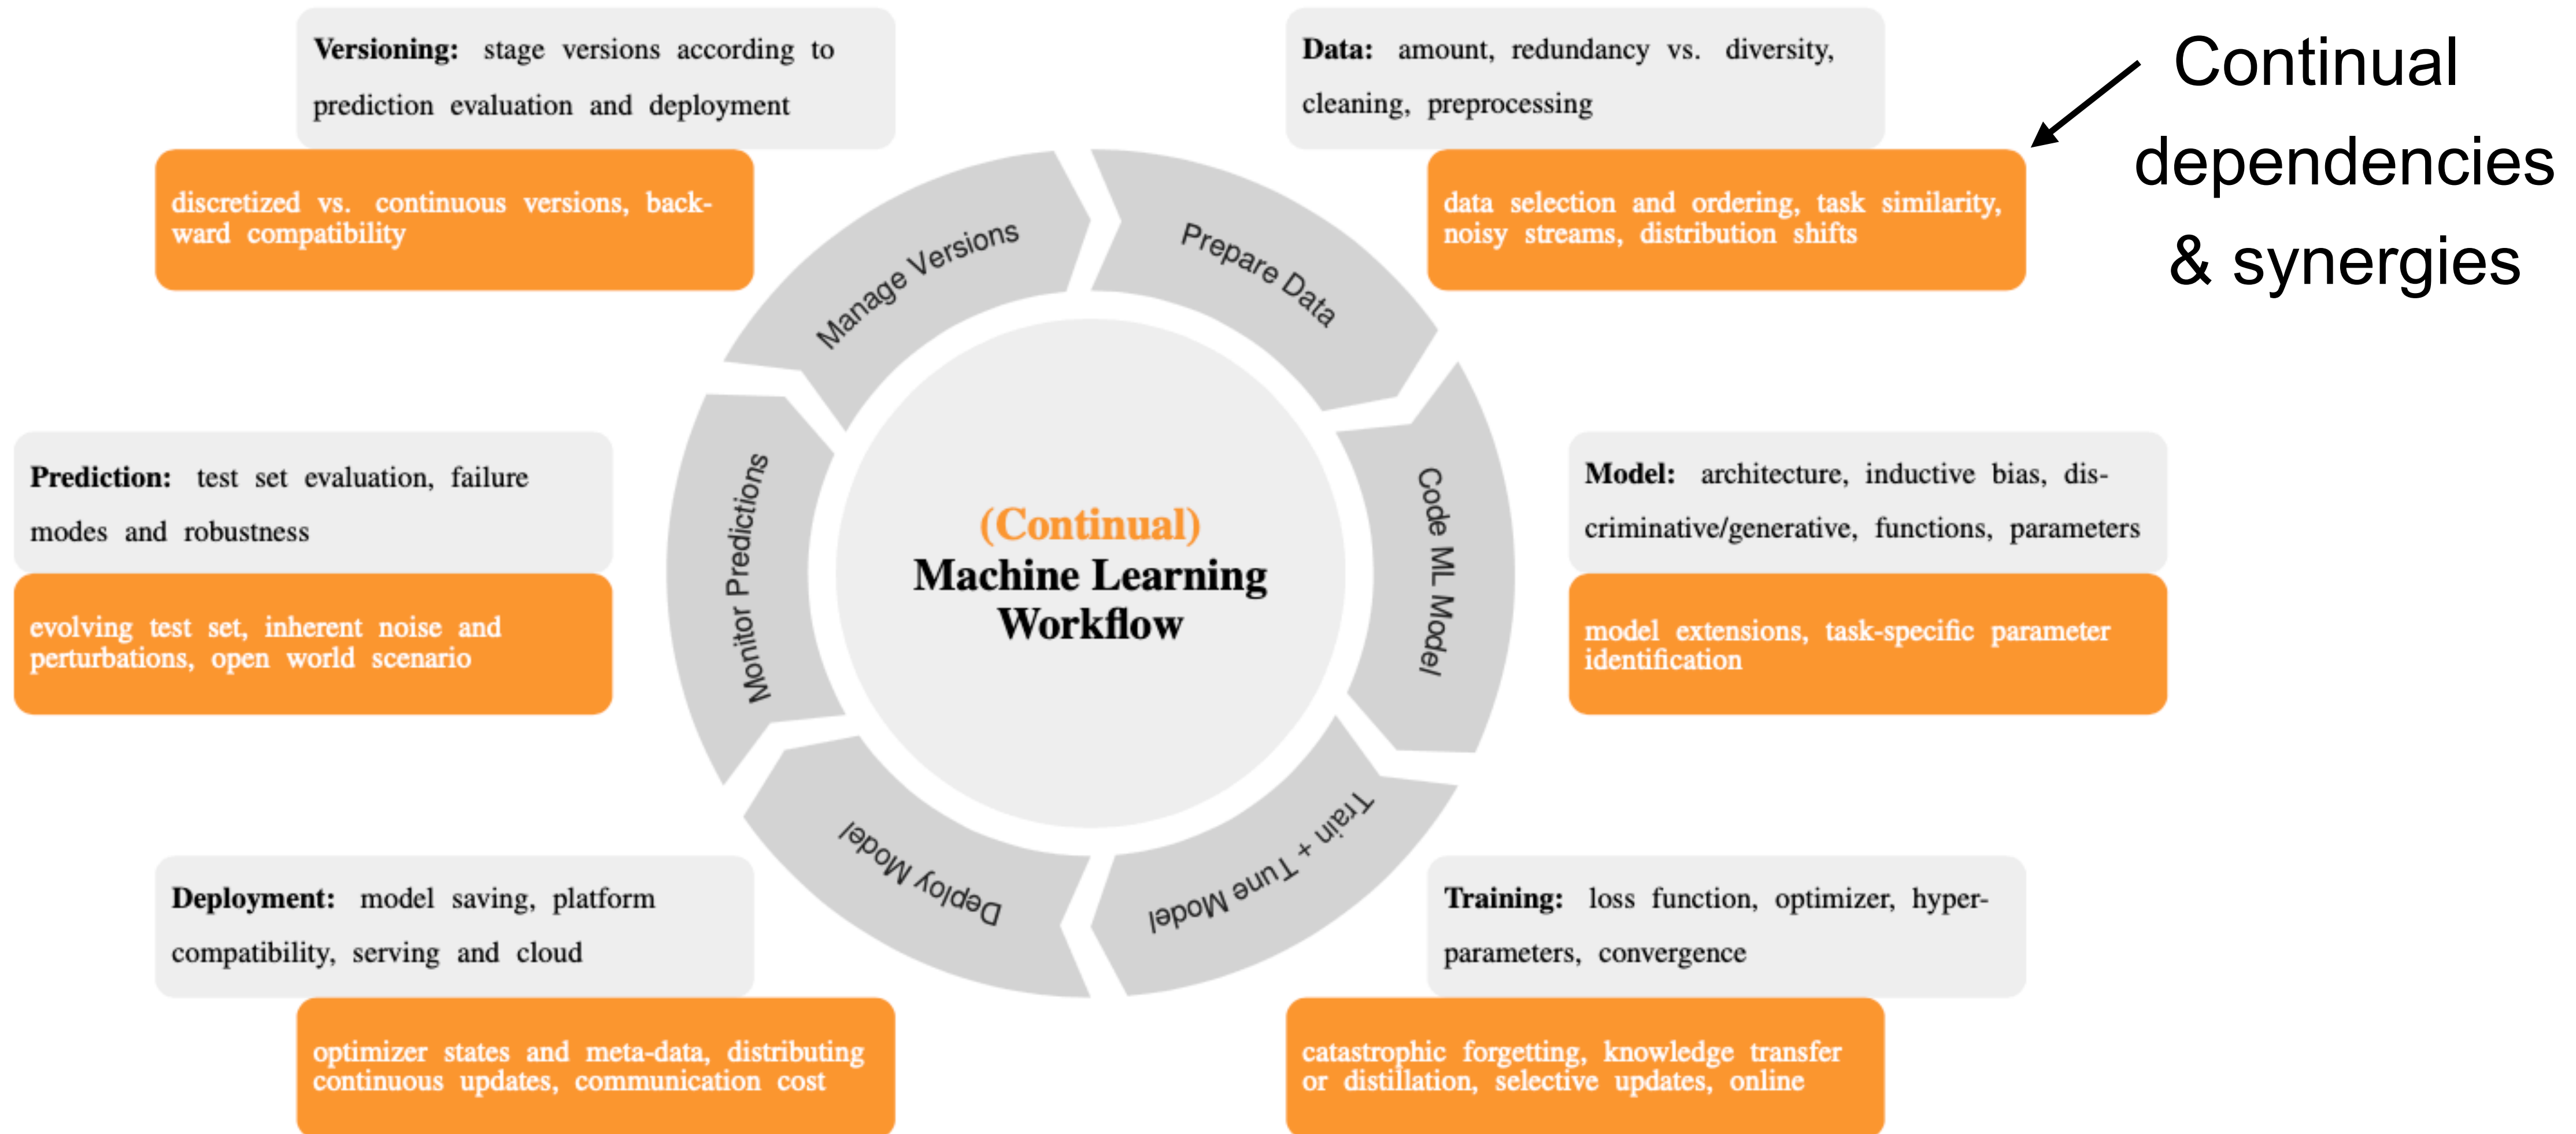 Versioning: stage versions according to
prediction evaluation and deployment
discretized vs. continuous versions, back-
ward compatibility
Data: amount, redundancy vs. diversity,
cleaning, preprocessing
data selection and ordering, task similarity,
noisy streams, distribution shifts
Continual
dependencies
& synergies
Manage Versions
Prepare Data
Prediction: test set evaluation, failure
modes and robustness
evolving test set, inherent noise and
perturbations, open world scenario
Monitor Predictions
(Continual)
Machine Learning
Workflow
Code ML Model
Model: architecture, inductive bias, dis-
criminative/generative, functions, parameters
model extensions, task-specific parameter
identification
Deploy Model
Train + Tune Model
Deployment: model saving, platform
compatibility, serving and cloud
optimizer states and meta-data, distributing
continuous updates, communication cost
Training: loss function, optimizer, hyper-
parameters, convergence
catastrophic forgetting, knowledge transfer
or distillation, selective updates, online